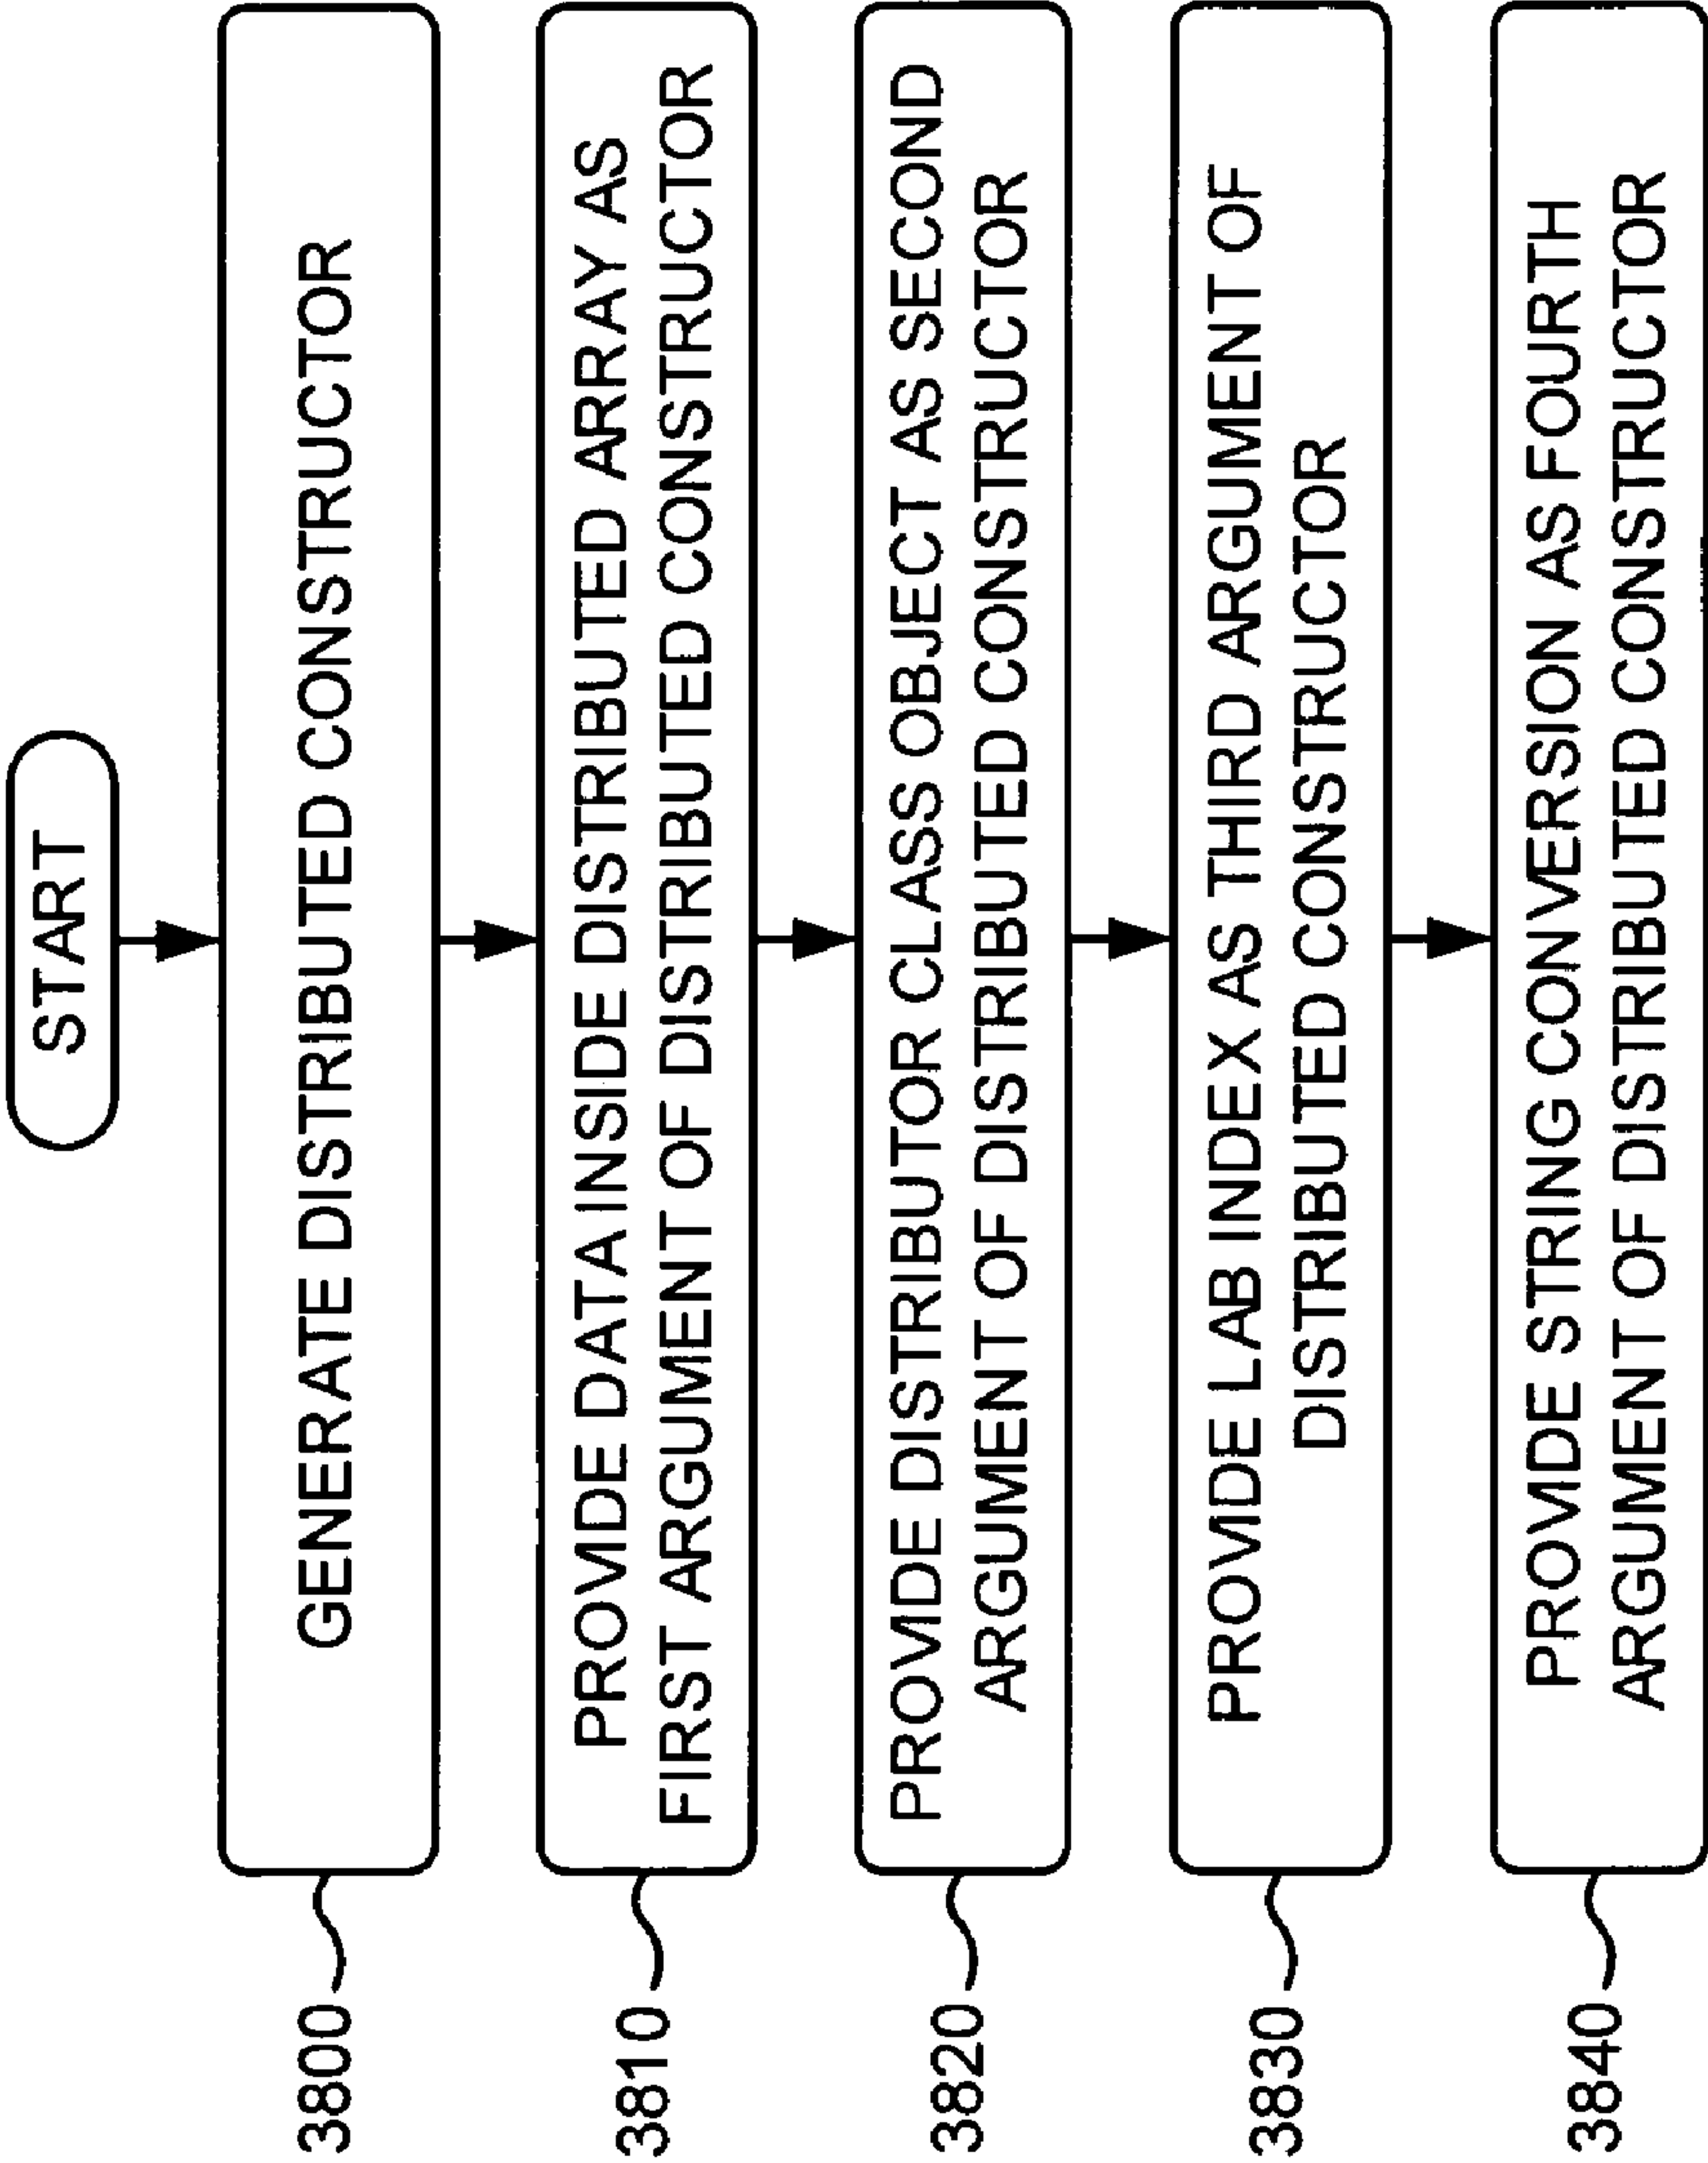 START
3800
GENERATE DISTRIBUTED CONSTRUCTOR
3810
PROVIDE DATA INSIDE DISTRIBUTED ARRAY AS
FIRST ARGUMENT OF DISTRIBUTED CONSTRUCTOR
3820
PROVIDE DISTRIBUTOR CLASS OBJECT AS SECOND
ARGUMENT OF DISTRIBUTED CONSTRUCTOR
3830
PROVIDE LAB INDEX AS THIRD ARGUMENT OF
DISTRIBUTED CONSTRUCTOR
3840
PROVIDE STRING CONVERSION AS FOURTH
ARGUMENT OF DISTRIBUTED CONSTRUCTOR